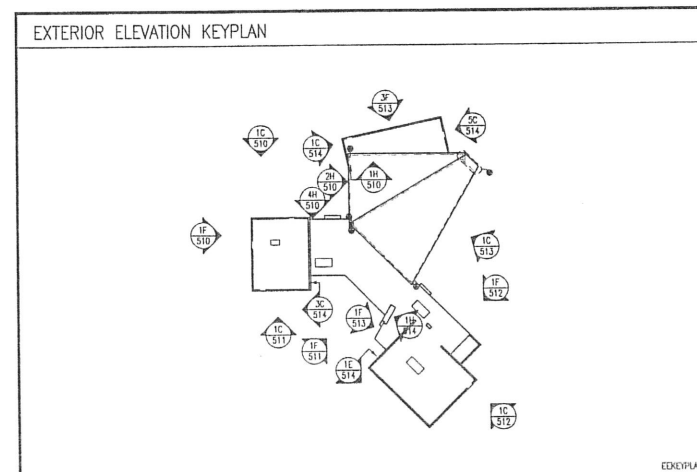 EXTERIOR ELEVATION KEYPLAN
3F
513
5C
514
1C
510
1C
514
2H
510
1H
510
4H
510
1F
510
1C
513
1F
512
3C
514
1F
513
1H
514
1C
511
1F
511
1E
514
1C
512